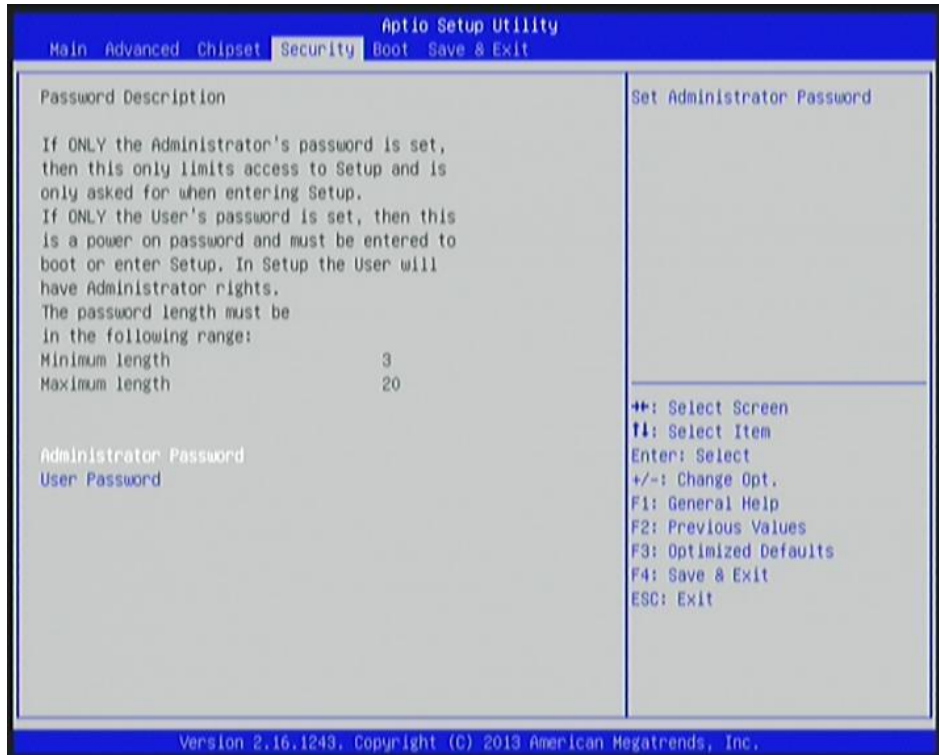 Aptio Setup Utility
Main Advanced Chipset Security Boot Save & Exit
Password Description
If ONLY the Administrator's password is set,
then this only limits access to Setup and is
only asked for when entering Setup.
If ONLY the User's password is set, then this
is a power on password and must be entered to
boot or enter Setup. In Setup the User will
have Administrator rights.
The password length must be
in the following range:
Minimum length 3
Maximum length 20
Administrator Password
User Password
Set Administrator Password
→←: Select Screen
↑↓: Select Item
Enter: Select
+/-: Change Opt.
F1: General Help
F2: Previous Values
F3: Optimized Defaults
F4: Save & Exit
ESC: Exit
Version 2.16.1243. Copyright (C) 2013 American Megatrends, Inc.